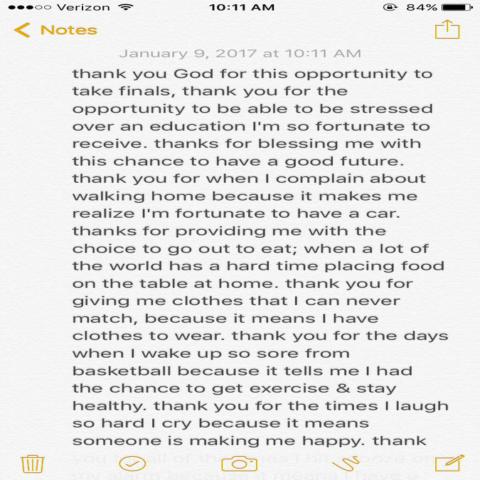 Verizon 10:11 AM 84%
Notes
January 9, 2017 at 10:11 AM
thank you God for this opportunity to
take finals, thank you for the
opportunity to be able to be stressed
over an education I'm so fortunate to
receive. thanks for blessing me with
this chance to have a good future.
thank you for when I complain about
walking home because it makes me
realize I'm fortunate to have a car.
thanks for providing me with the
choice to go out to eat; when a lot of
the world has a hard time placing food
on the table at home. thank you for
giving me clothes that I can never
match, because it means I have
clothes to wear. thank you for the days
when I wake up so sore from
basketball because it tells me I had
the chance to get exercise & stay
healthy. thank you for the times I laugh
so hard I cry because it means
someone is making me happy. thank